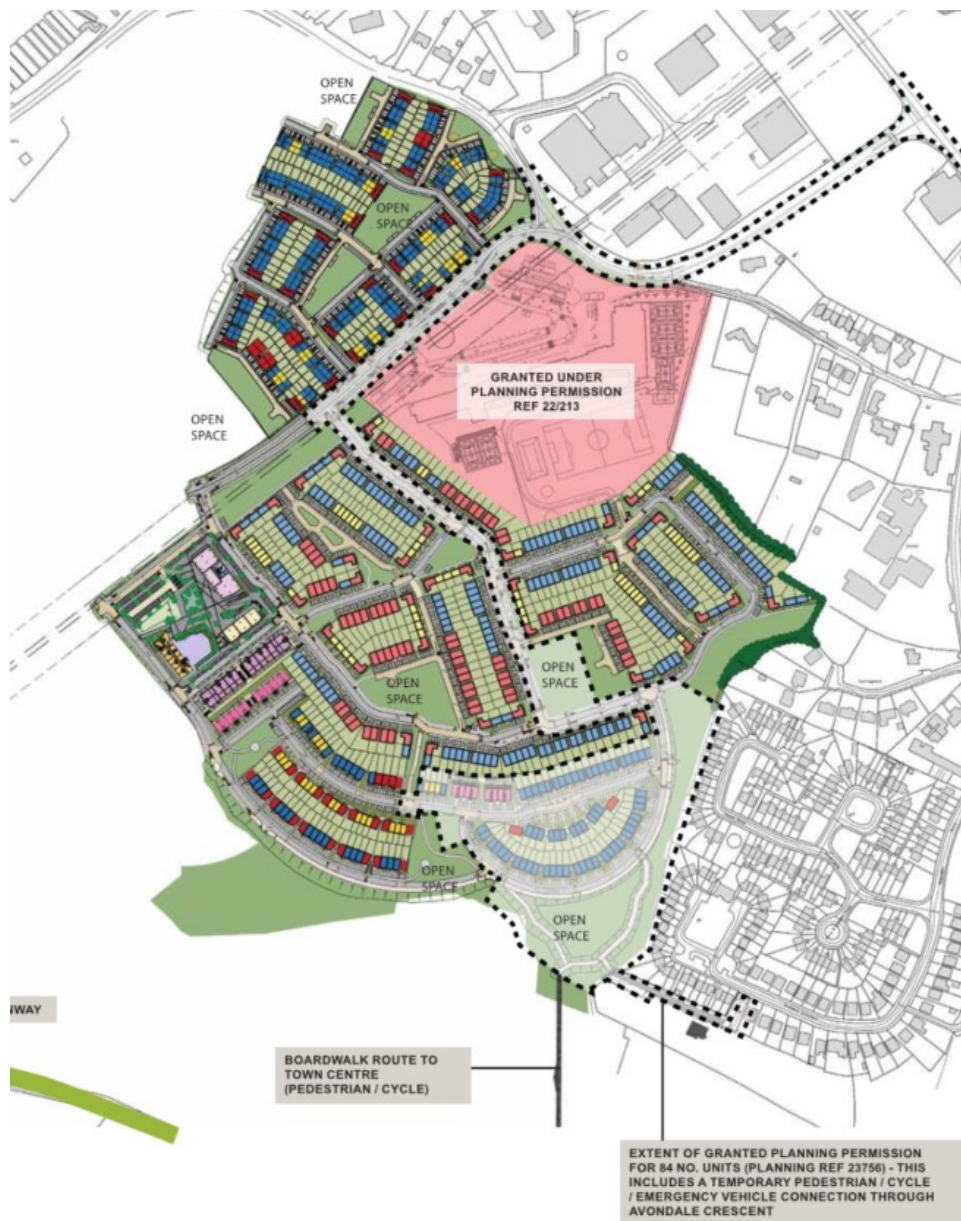 OPEN
SPACE
OPEN
SPACE
GRANTED UNDER
PLANNING PERMISSION
REF 22/213
OPEN
SPACE
OPEN
SPACE
OPEN
SPACE
OPEN
SPACE
OPEN
SPACE
NWAY
BOARDWALK ROUTE TO
TOWN CENTRE
(PEDESTRIAN / CYCLE)
EXTENT OF GRANTED PLANNING PERMISSION
FOR 84 NO. UNITS (PLANNING REF 23756) - THIS
INCLUDES A TEMPORARY PEDESTRIAN / CYCLE
/ EMERGENCY VEHICLE CONNECTION THROUGH
AVONDALE CRESCENT